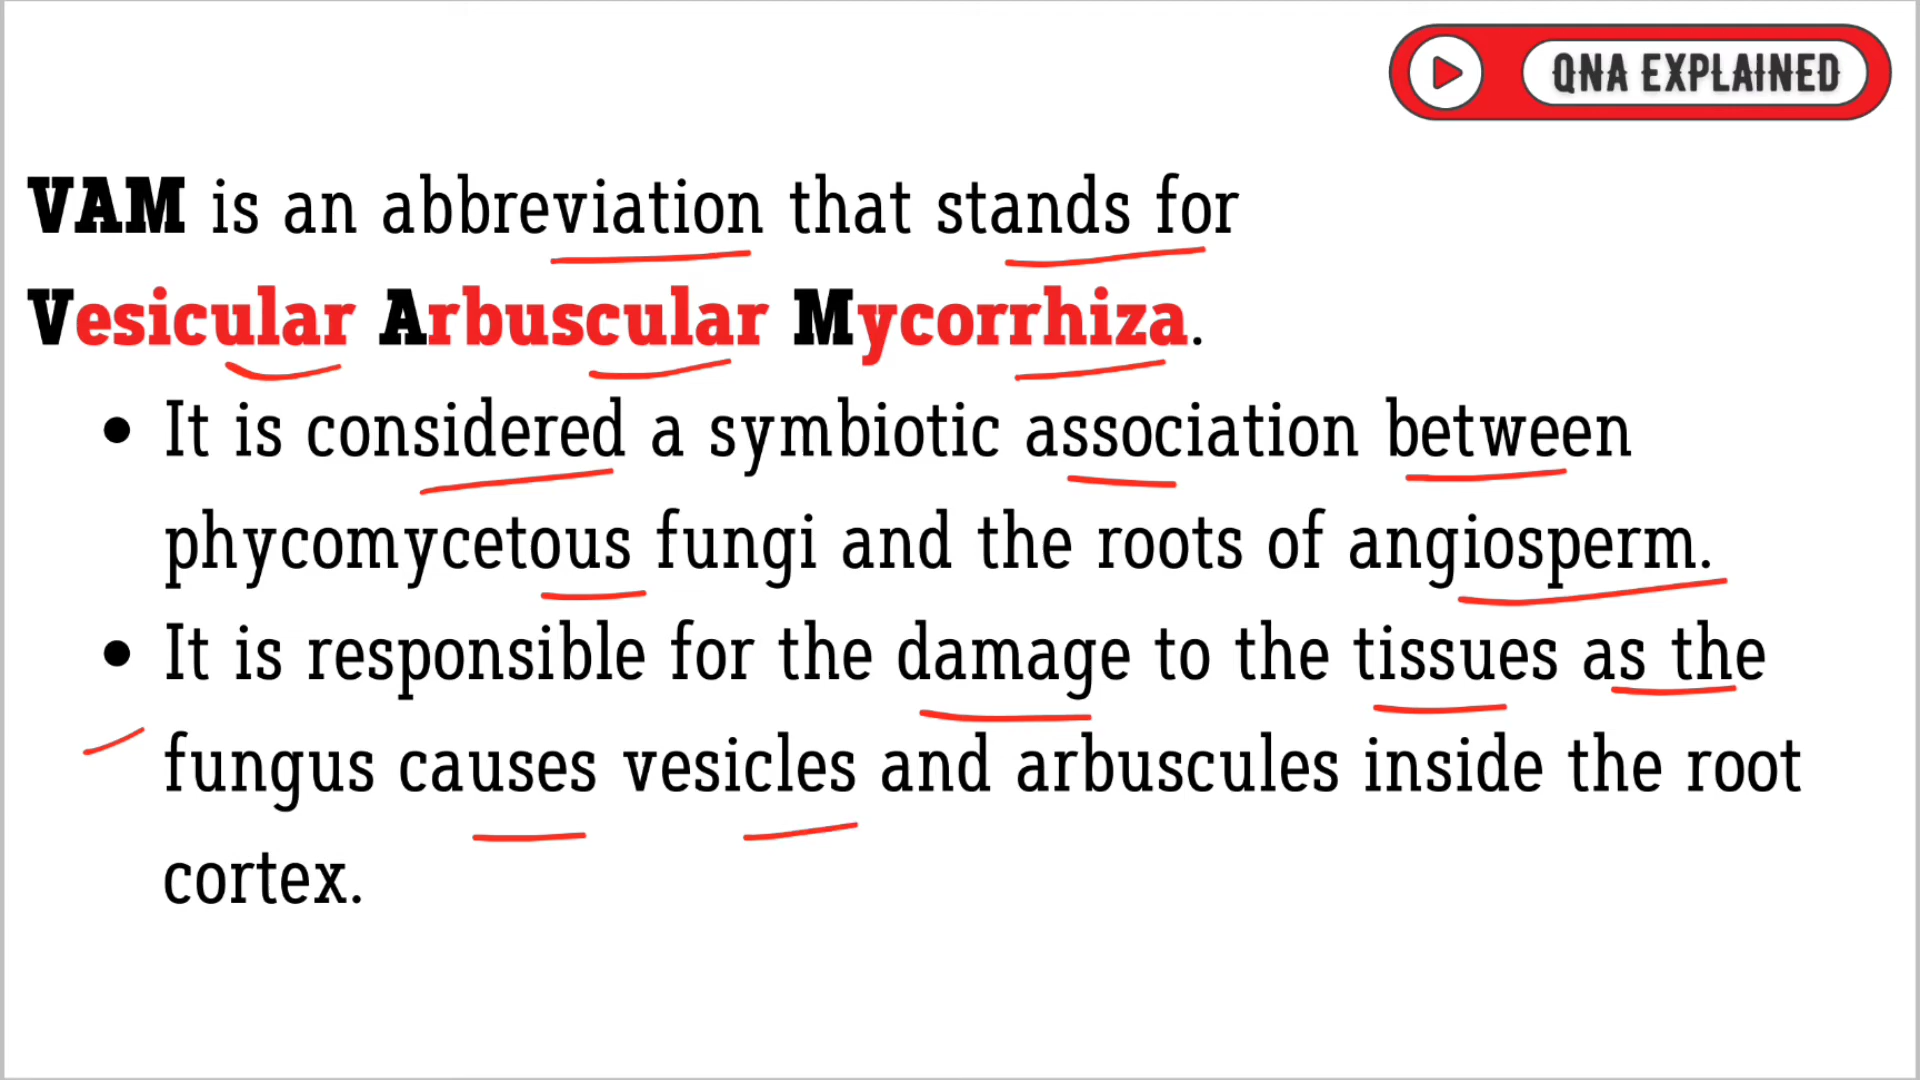 QNA EXPLAINED
VAM is an abbreviation that stands for
Vesicular Arbuscular Mycorrhiza.
• It is considered a symbiotic association between
phycomycetous fungi and the roots of angiosperm.
• It is responsible for the damage to the tissues as the
fungus causes vesicles and arbuscules inside the root
cortex.